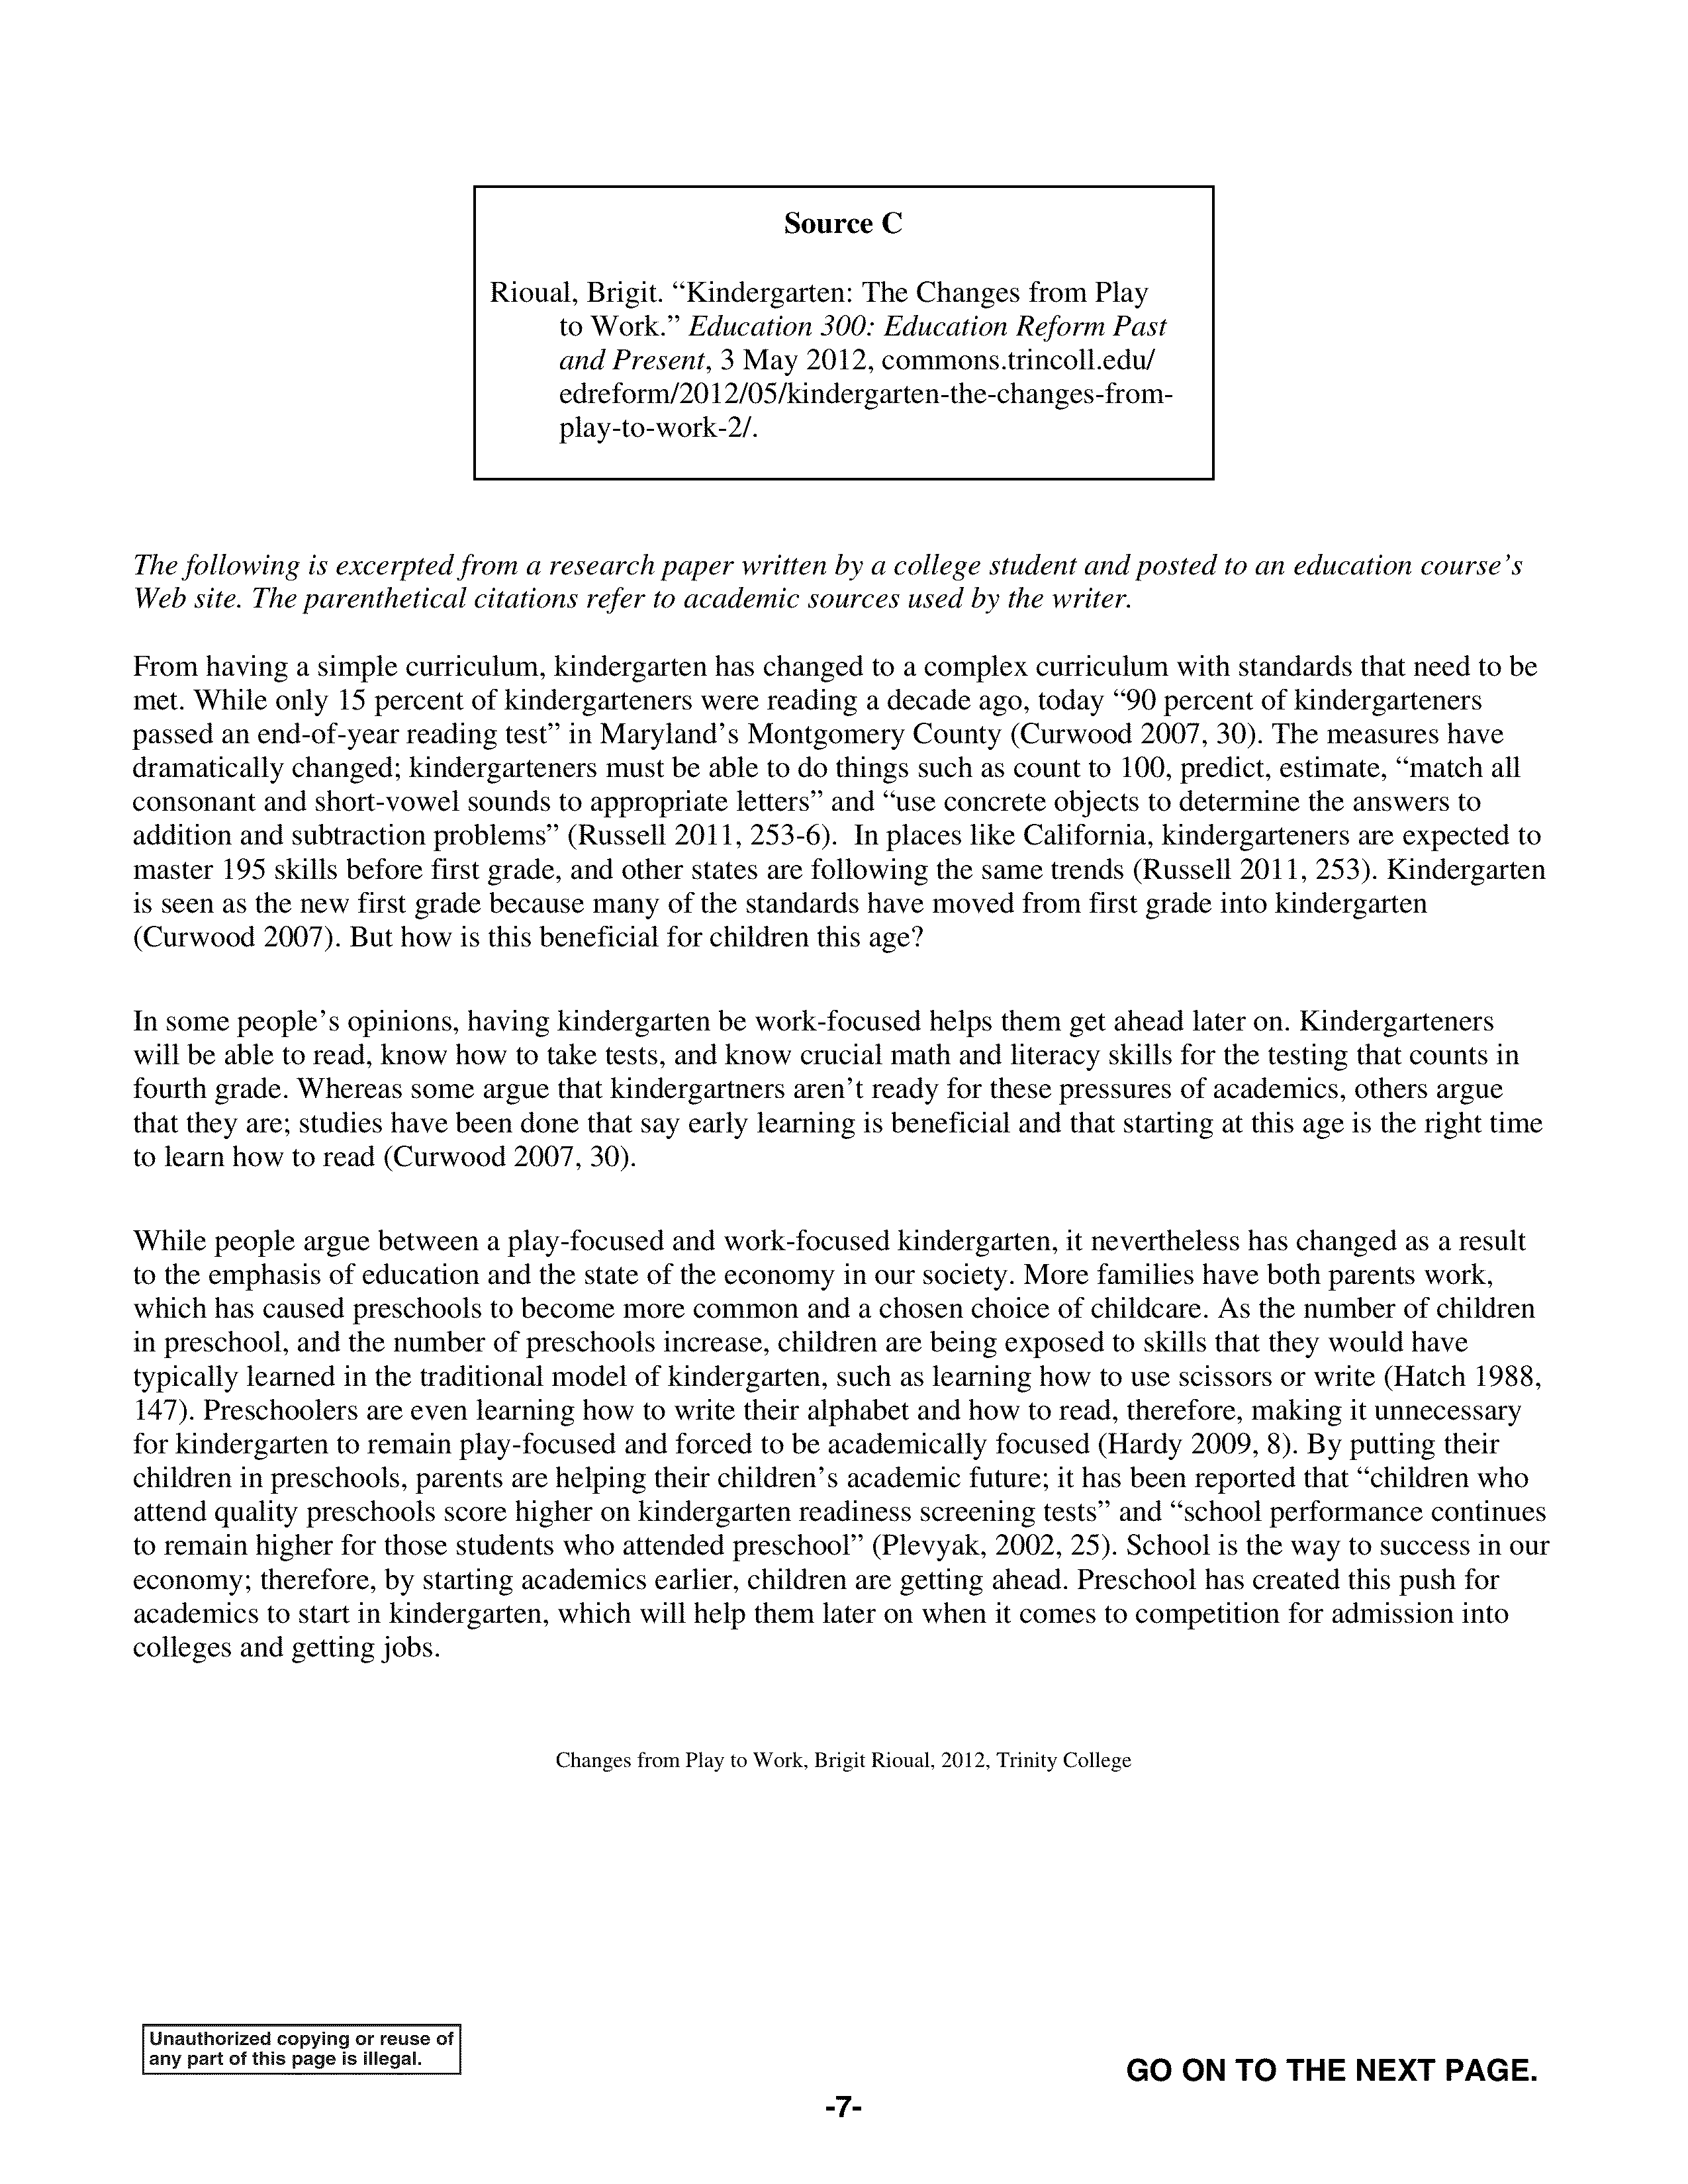 Source C
Rioual, Brigit. “Kindergarten: The Changes from Play
to Work.” Education 300: Education Reform Past
and Present, 3 May 2012, commons.trincoll.edu/
edreform/2012/05/kindergarten-the-changes-from-
play-to-work-2/.
The following is excerpted from a research paper written by a college student and posted to an education course’s
Web site. The parenthetical citations refer to academic sources used by the writer.
From having a simple curriculum, kindergarten has changed to a complex curriculum with standards that need to be
met. While only 15 percent of kindergarteners were reading a decade ago, today “90 percent of kindergarteners
passed an end-of-year reading test” in Maryland’s Montgomery County (Curwood 2007, 30). The measures have
dramatically changed; kindergarteners must be able to do things such as count to 100, predict, estimate, “match all
consonant and short-vowel sounds to appropriate letters” and “use concrete objects to determine the answers to
addition and subtraction problems” (Russell 2011, 253-6). In places like California, kindergarteners are expected to
master 195 skills before first grade, and other states are following the same trends (Russell 2011, 253). Kindergarten
is seen as the new first grade because many of the standards have moved from first grade into kindergarten
(Curwood 2007). But how is this beneficial for children this age?
In some people’s opinions, having kindergarten be work-focused helps them get ahead later on. Kindergarteners
will be able to read, know how to take tests, and know crucial math and literacy skills for the testing that counts in
fourth grade. Whereas some argue that kindergartners aren’t ready for these pressures of academics, others argue
that they are; studies have been done that say early learning is beneficial and that starting at this age is the right time
to learn how to read (Curwood 2007, 30).
While people argue between a play-focused and work-focused kindergarten, it nevertheless has changed as a result
to the emphasis of education and the state of the economy in our society. More families have both parents work,
which has caused preschools to become more common and a chosen choice of childcare. As the number of children
in preschool, and the number of preschools increase, children are being exposed to skills that they would have
typically learned in the traditional model of kindergarten, such as learning how to use scissors or write (Hatch 1988,
147). Preschoolers are even learning how to write their alphabet and how to read, therefore, making it unnecessary
for kindergarten to remain play-focused and forced to be academically focused (Hardy 2009, 8). By putting their
children in preschools, parents are helping their children’s academic future; it has been reported that “children who
attend quality preschools score higher on kindergarten readiness screening tests” and “school performance continues
to remain higher for those students who attended preschool” (Plevyak, 2002, 25). School is the way to success in our
economy; therefore, by starting academics earlier, children are getting ahead. Preschool has created this push for
academics to start in kindergarten, which will help them later on when it comes to competition for admission into
colleges and getting jobs.
Changes from Play to Work, Brigit Rioual, 2012, Trinity College
Unauthorized copying or reuse of
any part of this page is illegal.
GO ON TO THE NEXT PAGE.
-7-